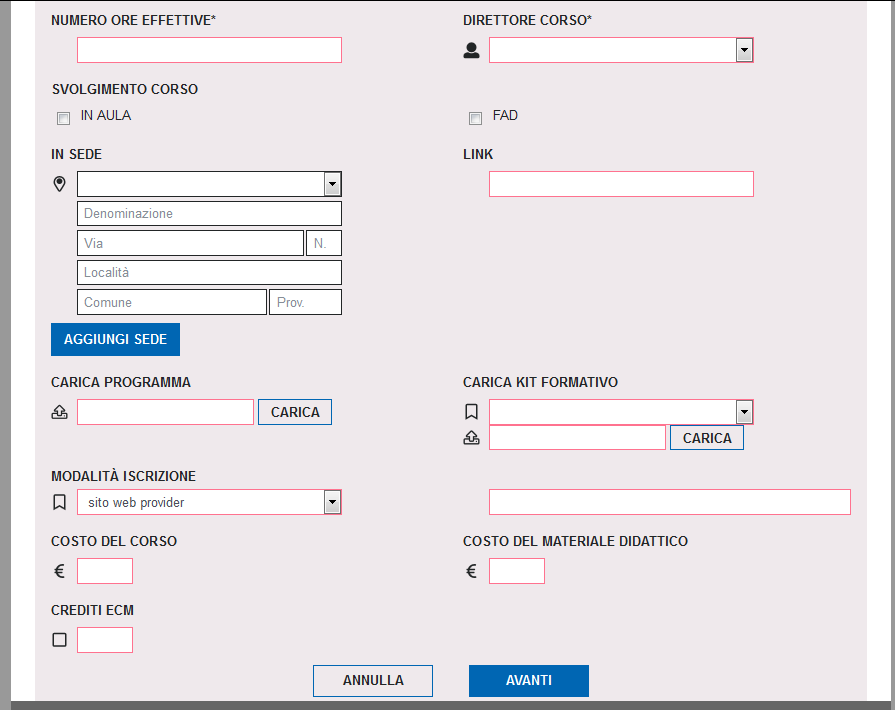 NUMERO ORE EFFETTIVE*
DIRETTORE CORSO*
SVOLGIMENTO CORSO
IN AULA
FAD
IN SEDE
LINK
Denominazione
Via
N.
Località
Comune
Prov.
AGGIUNGI SEDE
CARICA PROGRAMMA
CARICA KIT FORMATIVO
CARICA
CARICA
MODALITÀ ISCRIZIONE
sito web provider
COSTO DEL CORSO
COSTO DEL MATERIALE DIDATTICO
€
€
CREDITI ECM
ANNULLA
AVANTI